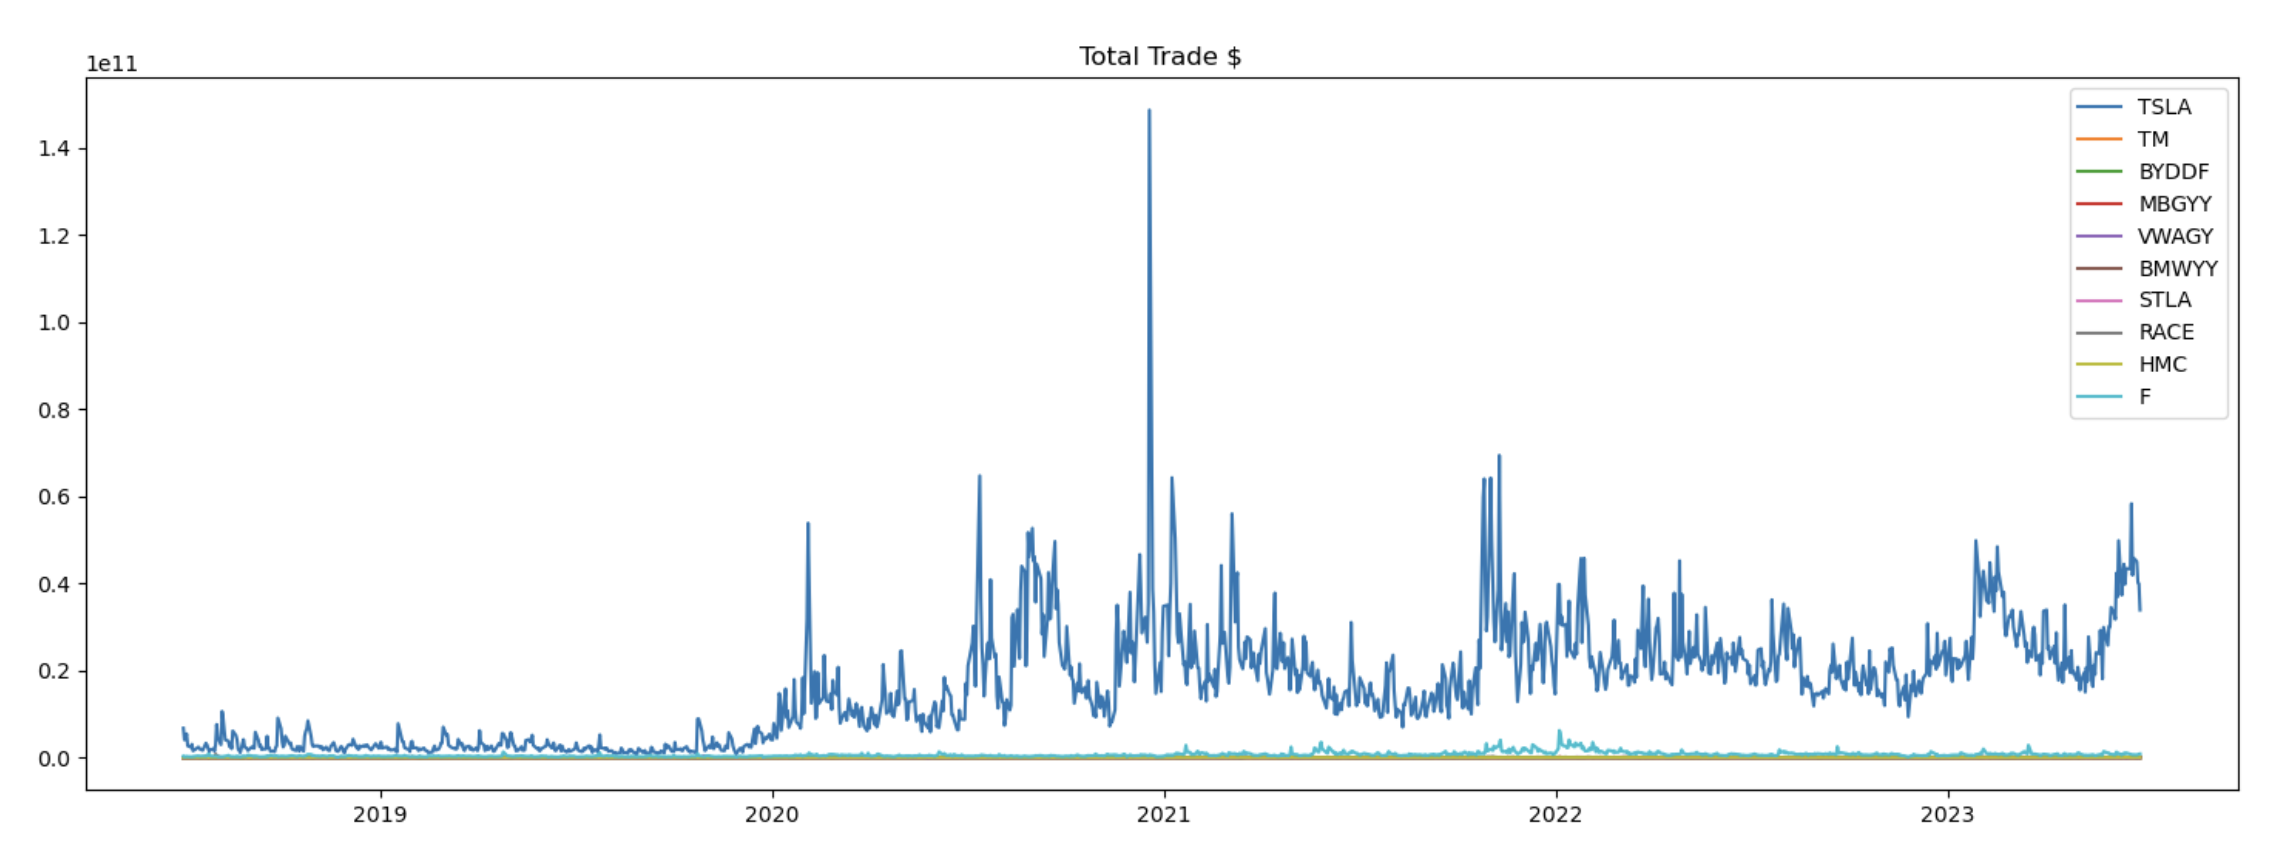 Total Trade $
1e11
1.4
1.2
1.0
0.8
0.6
0.4
0.2
0.0
2019
2020
2021
2022
2023
TSLA
TM
BYDDF
MBGYY
VWAGY
BMWYY
STLA
RACE
HMC
F